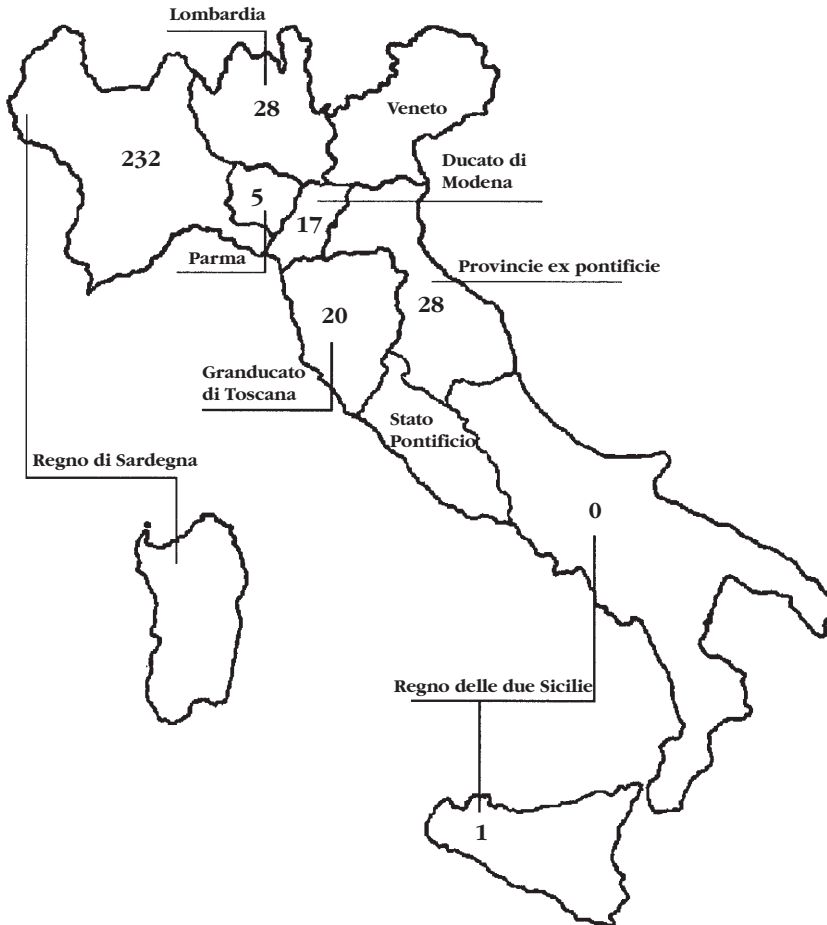 Lombardia
28
Veneto
232
Ducato di
Modena
5
17
Parma
Provincie ex pontificie
28
20
Granducato
di Toscana
Stato
Pontificio
Regno di Sardegna
0
Regno delle due Sicilie
1